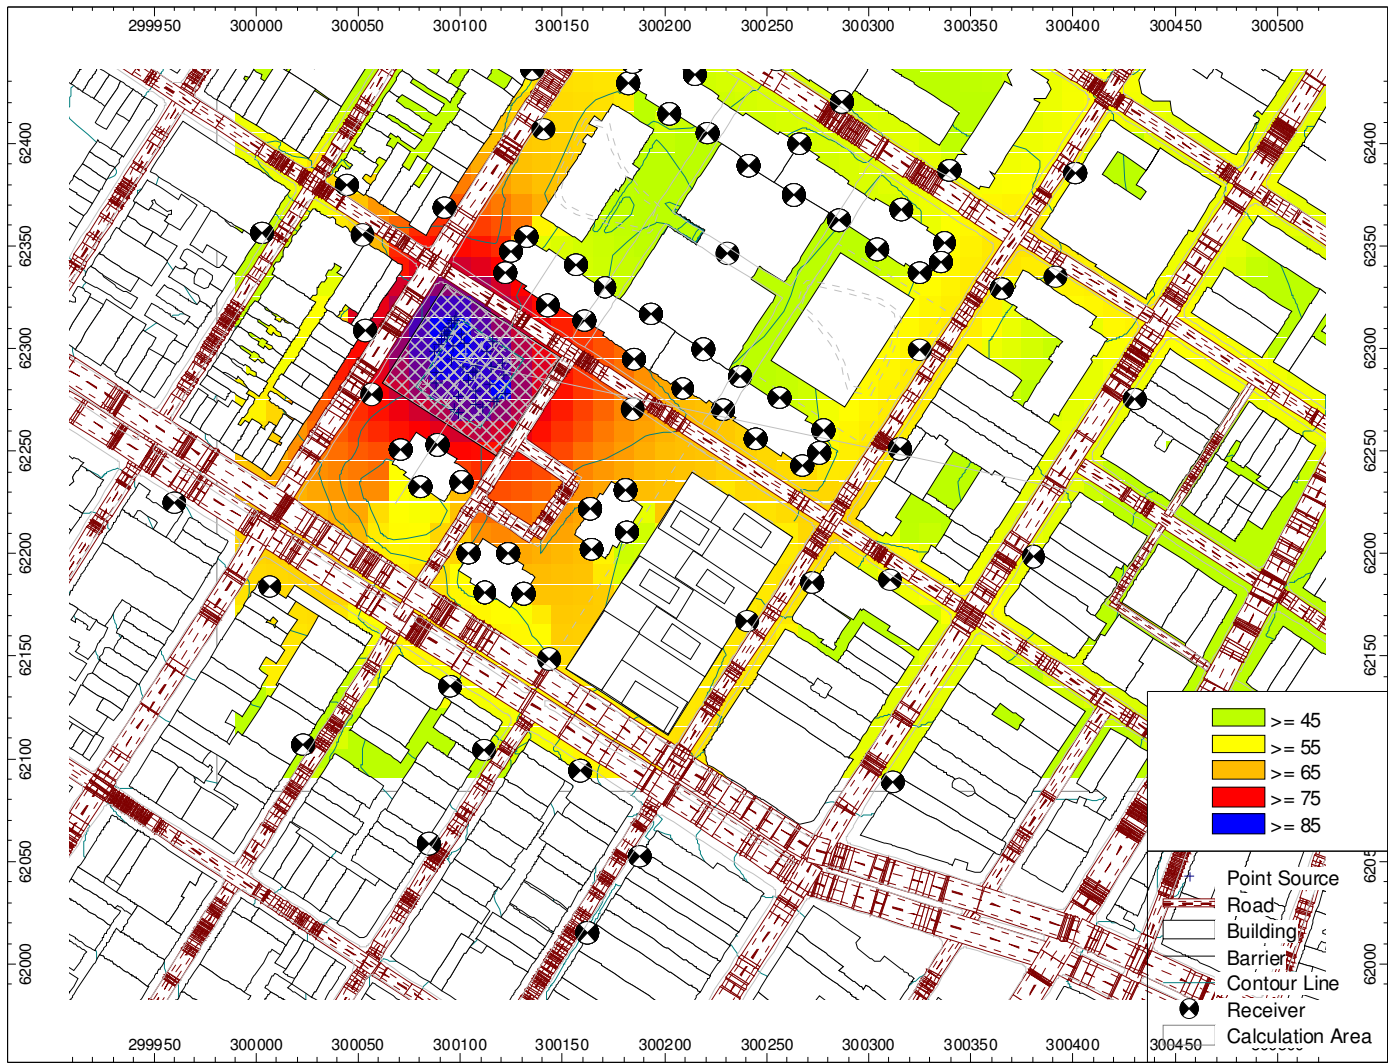 299950 300000 300050 300100 300150 300200 300250 300300 300350 300400 300450 300500
62400 62400
62350 62350
62300 62300
62250 62250
62200 62200
62150 62150
62100
62050
62000 62000
>= 45
>= 55
>= 65
>= 75
>= 85
Point Source
Road
Building
Barrier
Contour Line
Receiver
Calculation Area
299950 300000 300050 300100 300150 300200 300250 300300 300350 300400 300450